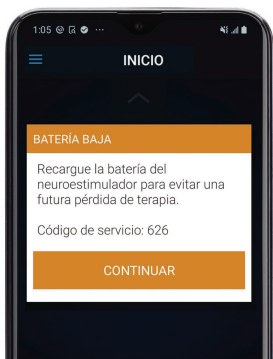 1:05
INICIO
BATERÍA BAJA
Recargue la batería del
neuroestimulador para evitar una
futura pérdida de terapia.
Código de servicio: 626
CONTINUAR